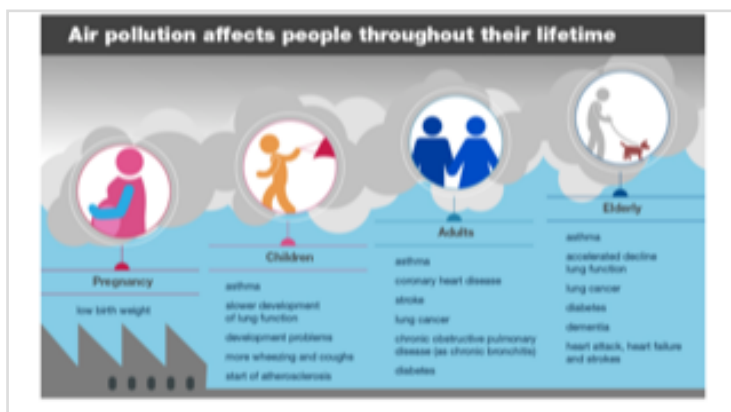 Air pollution affects people throughout their lifetime
Pregnancy
low birth weight
Children
asthma
slower development
of lung function
development problems
more wheezing and coughs
start of atherosclerosis
Adults
asthma
coronary heart disease
stroke
lung cancer
chronic obstructive pulmonary
disease (as chronic bronchitis)
diabetes
Elderly
asthma
accelerated decline
lung function
lung cancer
diabetes
dementia
heart attack, heart failure
and strokes